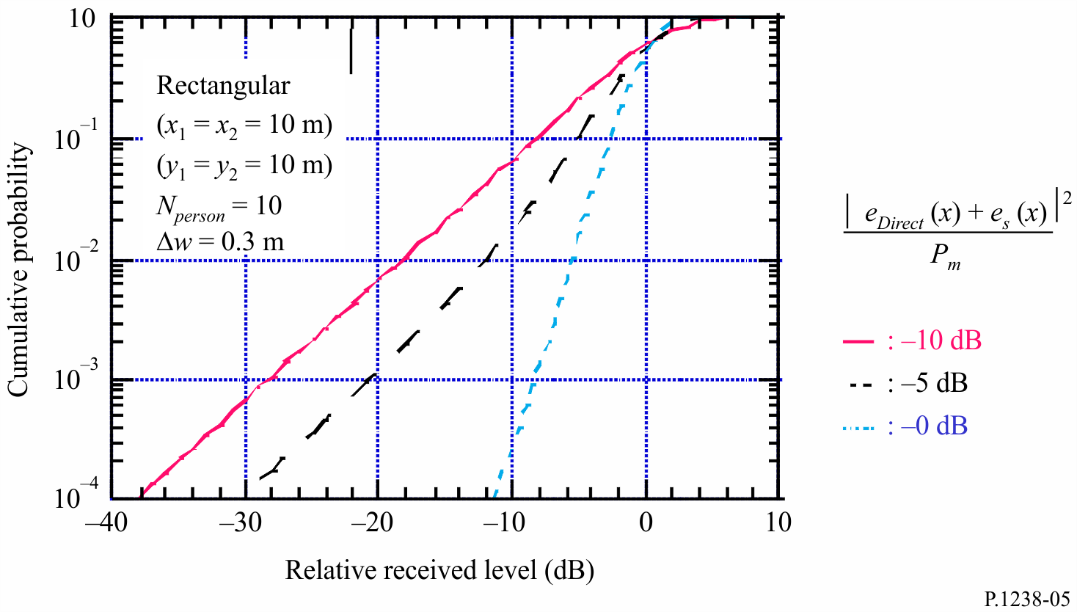 10
10–1
10–2
10–3
10–4
Cumulative probability
Rectangular
(x1 = x2 = 10 m)
(y1 = y2 = 10 m)
Nperson = 10
Δw = 0.3 m
–40 –30 –20 –10 0 10
Relative received level (dB)
| eDirect (x) + es (x) |2
Pm
: –10 dB
: –5 dB
: –0 dB
P.1238-05